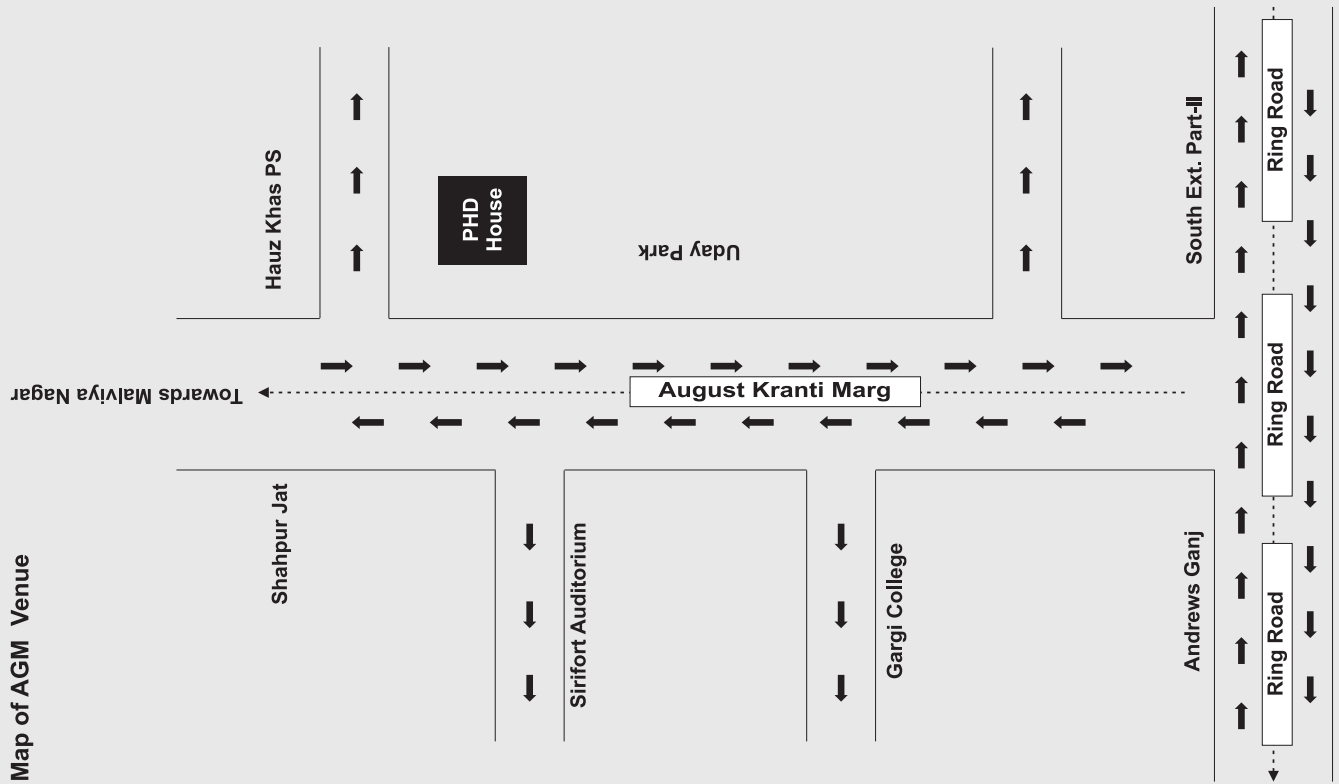 Map of AGM Venue
Hauz Khas PS
PHD
House
Uday Park
South Ext. Part-II
Ring Road
Towards Malviya Nagar
August Kranti Marg
Ring Road
Shahpur Jat
Sirifort Auditorium
Gargi College
Andrews Ganj
Ring Road